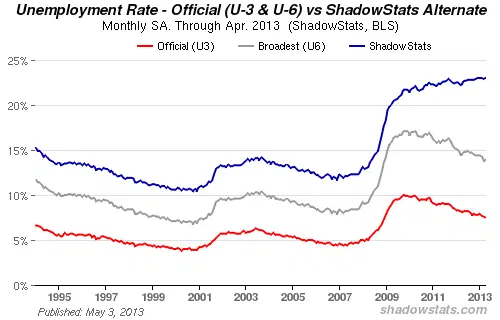 Unemployment Rate - Official (U-3 & U-6) vs ShadowStats Alternate
Monthly SA. Through Apr. 2013 (ShadowStats, BLS)
Official (U3) Broadest (U6) ShadowStats
25%
20%
15%
10%
5%
0%
1995 1997 1999 2001 2003 2005 2007 2009 2011 2013
Published: May 3, 2013
shadowstats.com